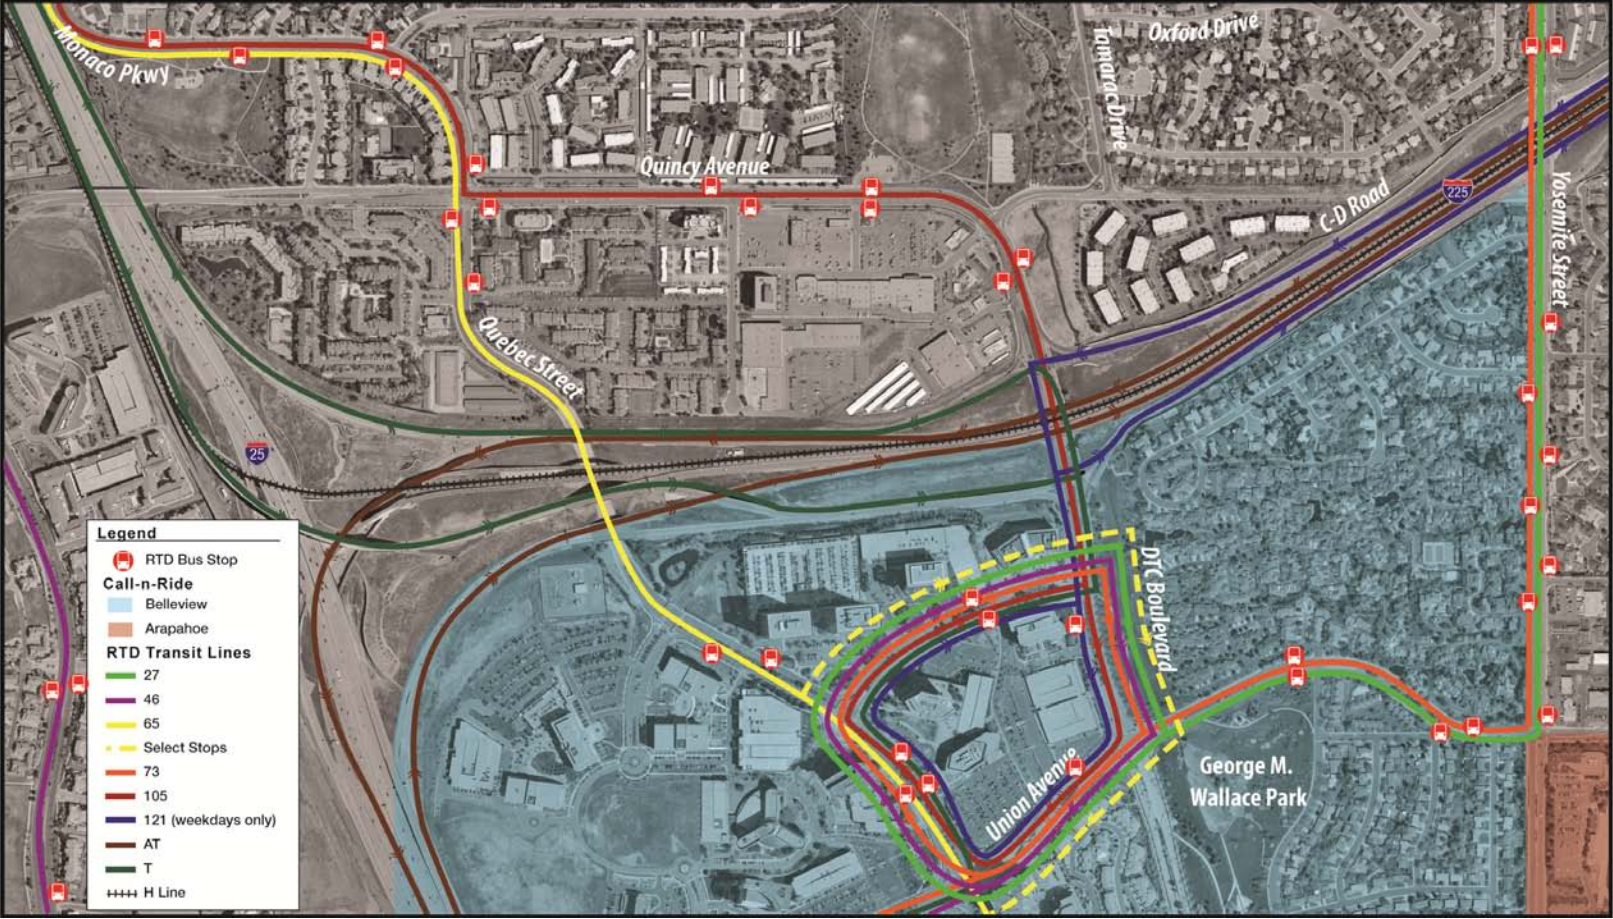 Monaco Pkwy
Oxford Drive
Tamarac Drive
Quincy Avenue
C-D Road
225
Yosemite Street
Quebec Street
25
DTC Boulevard
Union Avenue
George M.
Wallace Park
Legend
RTD Bus Stop
Call-n-Ride
Belleview
Arapahoe
RTD Transit Lines
27
46
65
Select Stops
73
105
121 (weekdays only)
AT
T
H Line